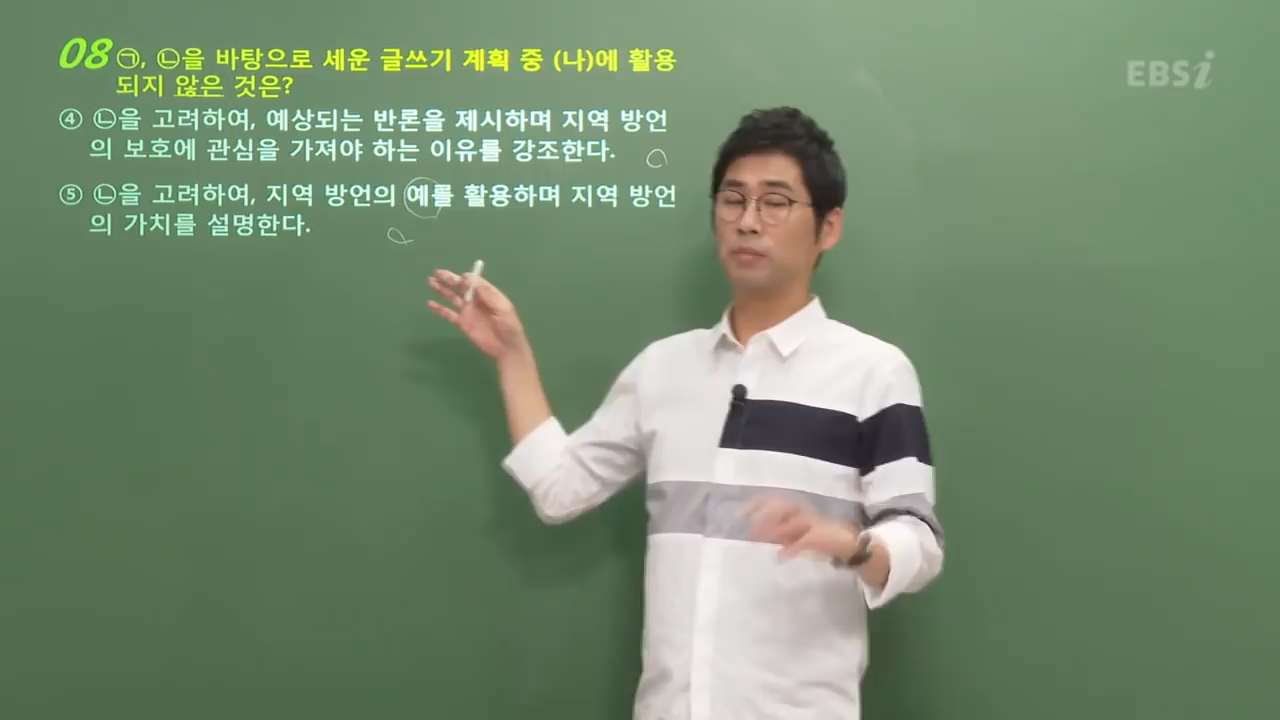 08 ㉠, ㉡을 바탕으로 세운 글쓰기 계획 중 (나)에 활용
되지 않은 것은?
④ ㉡을 고려하여, 예상되는 반론을 제시하며 지역 방언
의 보호에 관심을 가져야 하는 이유를 강조한다.
⑤ ㉡을 고려하여, 지역 방언의 예를 활용하며 지역 방언
의 가치를 설명한다.
EBSi